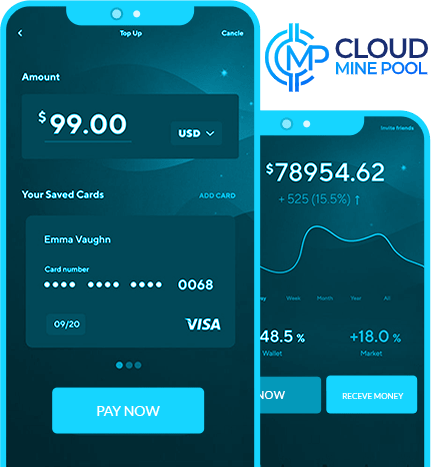 Top Up
Cancle
Amount
$99.00
USD
Your Saved Cards
ADD CARD
Emma Vaughn
Card number
•••• •••• •••• 0068
09/20
VISA
PAY NOW
CMP
CLOUD
MINE POOL
Invite friends
$78954.62
+ 525 (15.5%) ↑
Week Month Year All
48.5 % +18.0 %
Wallet Market
NOW
RECEVE MONEY